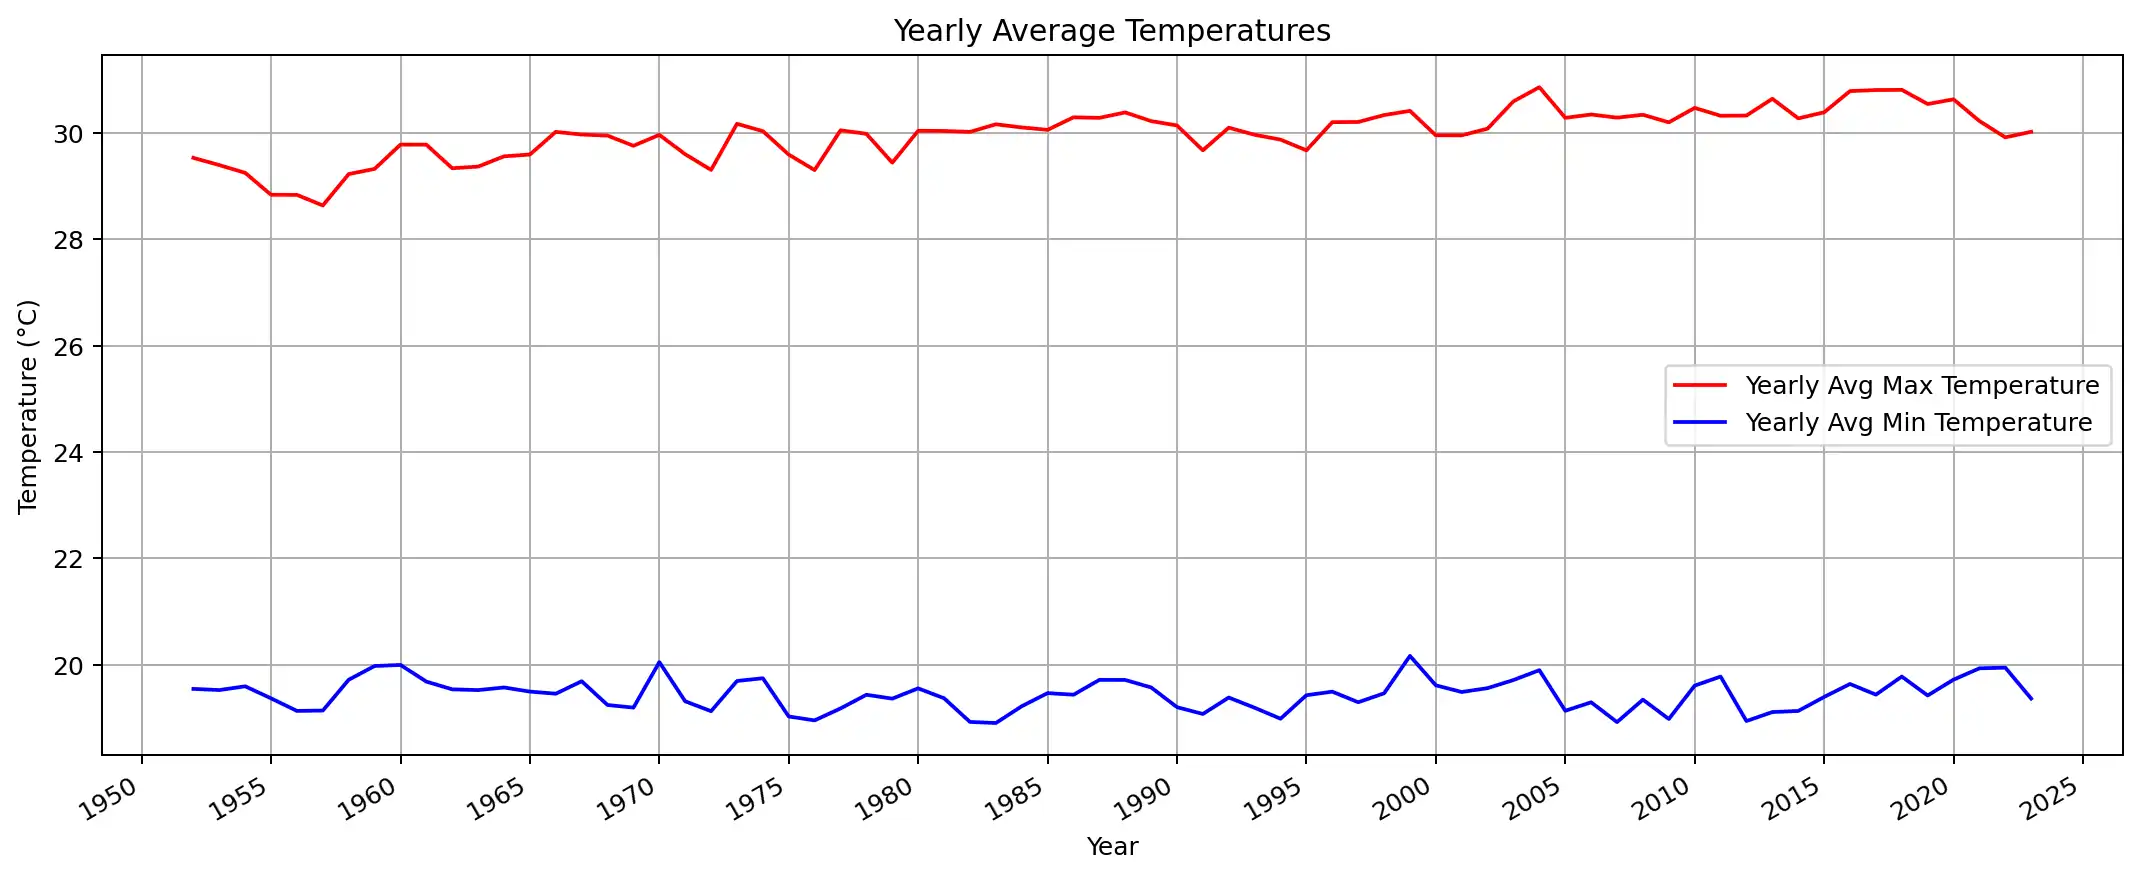 Yearly Average Temperatures
30
28
26
24
22
20
Temperature (°C)
Yearly Avg Max Temperature
Yearly Avg Min Temperature
1950 1955 1960 1965 1970 1975 1980 1985 1990 1995 2000 2005 2010 2015 2020 2025
Year